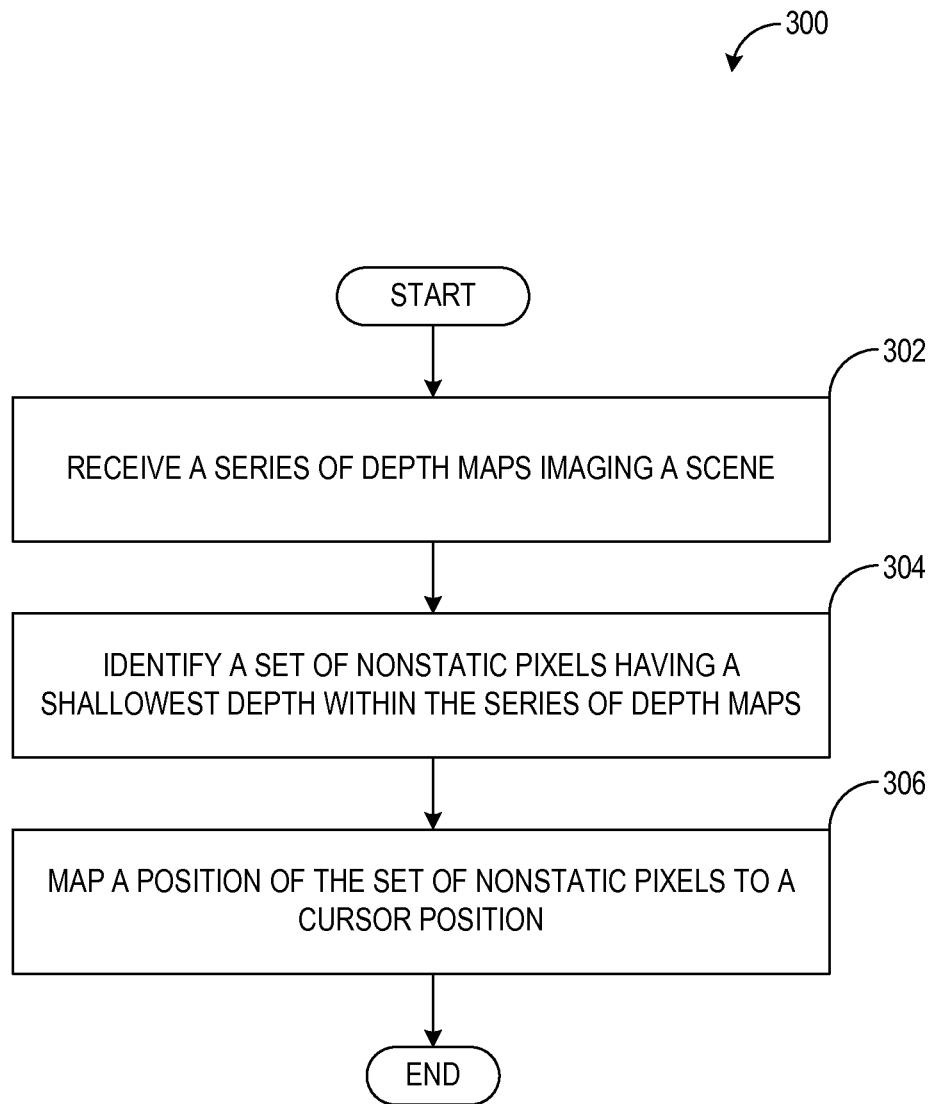 300
START
302
RECEIVE A SERIES OF DEPTH MAPS IMAGING A SCENE
304
IDENTIFY A SET OF NONSTATIC PIXELS HAVING A
SHALLOWEST DEPTH WITHIN THE SERIES OF DEPTH MAPS
306
MAP A POSITION OF THE SET OF NONSTATIC PIXELS TO A
CURSOR POSITION
END